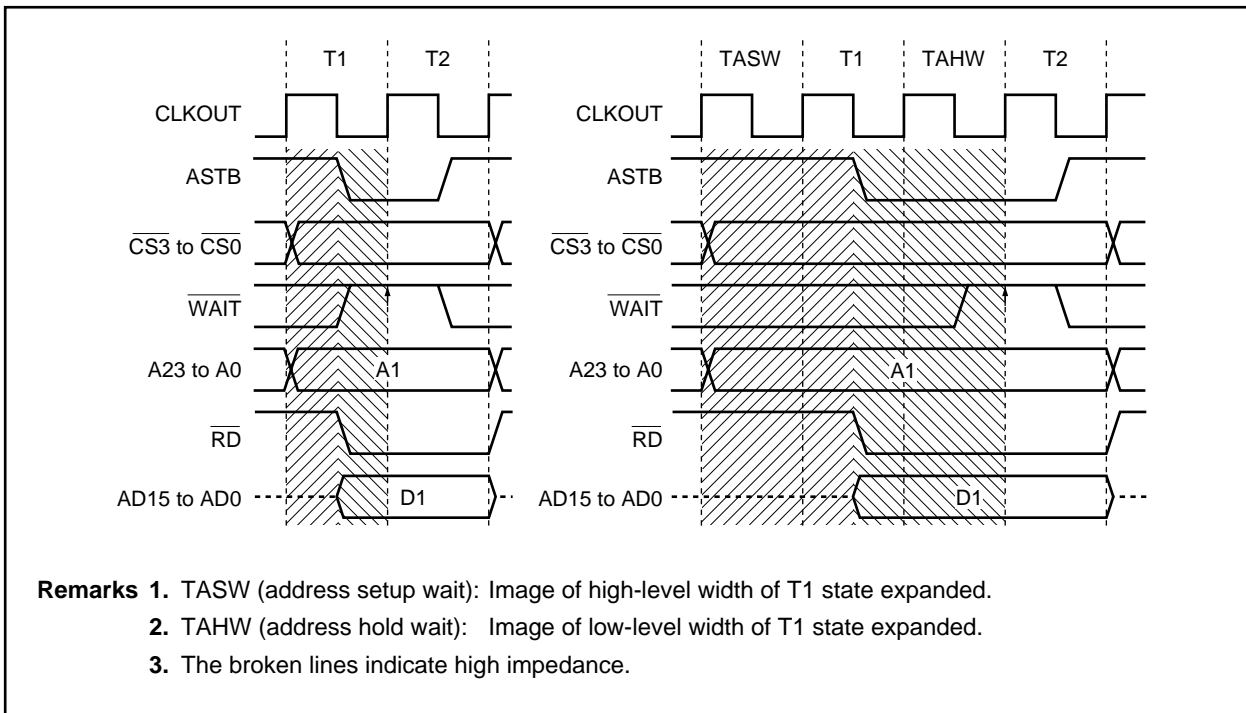 T1 T2 TASW T1 TAHW T2
CLKOUT CLKOUT
ASTB ASTB
CS3 to CS0 CS3 to CS0
WAIT WAIT
A23 to A0 A1 A23 to A0 A1
RD RD
AD15 to AD0 D1 AD15 to AD0 D1
Remarks 1. TASW (address setup wait): Image of high-level width of T1 state expanded.
2. TAHW (address hold wait): Image of low-level width of T1 state expanded.
3. The broken lines indicate high impedance.